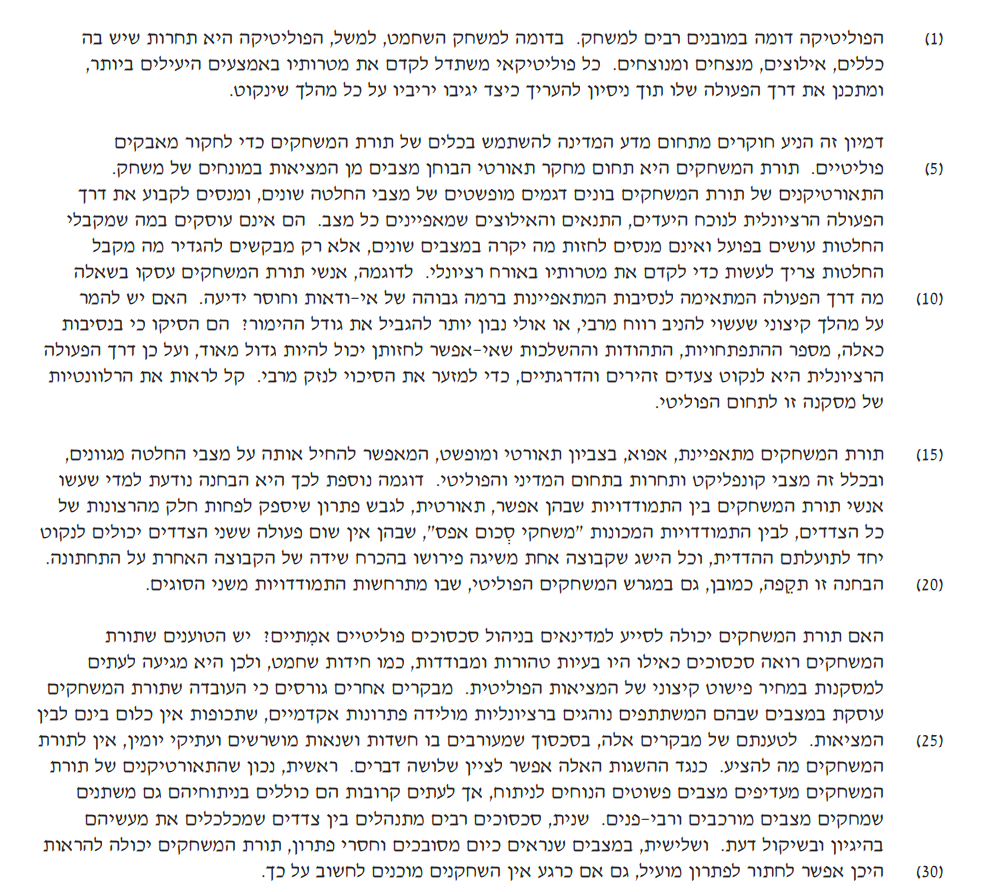 (1) הפוליטיקה דומה במובנים רבים למשחק. בדומה למשחק השחמט, למשל, הפוליטיקה היא תחרות שיש בה
כללים, אילוצים, מנצחים ומנוצחים. כל פוליטיקאי משתדל לקדם את מטרותיו באמצעים היעילים ביותר,
ומתכנן את דרך הפעולה שלו תוך ניסיון להעריך כיצד יגיבו יריביו על כל מהלך שינקוט.
דמיון זה הניע חוקרים מתחום מדע המדינה להשתמש בכלים של תורת המשחקים כדי לחקור מאבקים
(5) פוליטיים. תורת המשחקים היא תחום מחקר תאורטי הבוחן מצבים מן המציאות במונחים של משחק.
התאורטיקנים של תורת המשחקים בונים דגמים מופשטים של מצבי החלטה שונים, ומנסים לקבוע את דרך
הפעולה הרציונלית לנוכח היעדים, התנאים והאילוצים שמאפיינים כל מצב. הם אינם עוסקים במה שמקבלי
החלטות עושים בפועל ואינם מנסים לחזות מה יקרה במצבים שונים, אלא רק מבקשים להגדיר מה מקבל
החלטות צריך לעשות כדי לקדם את מטרותיו באורח רציונלי. לדוגמה, אנשי תורת המשחקים עסקו בשאלה
(10) מה דרך הפעולה המתאימה לנסיבות המתאפיינות ברמה גבוהה של אי-ודאות וחוסר ידיעה. האם יש להמר
על מהלך קיצוני שעשוי להניב רווח מרבי, או אולי נבון יותר להגביל את גודל ההימור? הם הסיקו כי בנסיבות
כאלה, מספר ההתפתחויות, התהודות וההשלכות שאי-אפשר לחזותן יכול להיות גדול מאוד, ועל כן דרך הפעולה
הרציונלית היא לנקוט צעדים זהירים והדרגתיים, כדי למזער את הסיכוי לנזק מרבי. קל לראות את הרלוונטיות
של מסקנה זו לתחום הפוליטי.
(15) תורת המשחקים מתאפיינת, אפוא, בצביון תאורטי ומופשט, המאפשר להחיל אותה על מצבי החלטה מגוונים,
ובכלל זה מצבי קונפליקט ותחרות בתחום המדיני והפוליטי. דוגמה נוספת לכך היא הבחנה נודעת למדי שעשו
אנשי תורת המשחקים בין התמודדויות שבהן אפשר, תאורטית, לגבש פתרון שיספק לפחות חלק מהרצונות של
כל הצדדים, לבין התמודדויות המכונות "משחקי סְכום אפס", שבהן אין שום פעולה ששני הצדדים יכולים לנקוט
יחד לתועלתם ההדדית, וכל הישג שקבוצה אחת משיגה פירושו בהכרח שידה של הקבוצה האחרת על התחתונה.
(20) הבחנה זו תקֵפה, כמובן, גם במגרש המשחקים הפוליטי, שבו מתרחשות התמודדויות משני הסוגים.
האם תורת המשחקים יכולה לסייע למדינאים בניהול סכסוכים פוליטיים אמִתיים? יש הטוענים שתורת
המשחקים רואה סכסוכים כאילו היו בעיות טהורות ומבודדות, כמו חידות שחמט, ולכן היא מגיעה לעתים
למסקנות במחיר פישוט קיצוני של המציאות הפוליטית. מבקרים אחרים גורסים כי העובדה שתורת המשחקים
עוסקת במצבים שבהם המשתתפים נוהגים ברציונליות מולידה פתרונות אקדמיים, שתכופות אין כלום בינם לבין
(25) המציאות. לטענתם של מבקרים אלה, בסכסוך שמעורבים בו חשדות ושנאות מושרשים ועתיקי יומין, אין לתורת
המשחקים מה להציע. כנגד ההשגות האלה אפשר לציין שלושה דברים. ראשית, נכון שהתאורטיקנים של תורת
המשחקים מעדיפים מצבים פשוטים הנוחים לניתוח, אך לעתים קרובות הם כוללים בניתוחיהם גם משתנים
שמחקים מצבים מורכבים ורבי-פנים. שנית, סכסוכים רבים מתנהלים בין צדדים שמכלכלים את מעשיהם
בהיגיון ובשיקול דעת. ושלישית, במצבים שנראים כיום מסובכים וחסרי פתרון, תורת המשחקים יכולה להראות
(30) היכן אפשר לחתור לפתרון מועיל, גם אם כרגע אין השחקנים מוכנים לחשוב על כך.